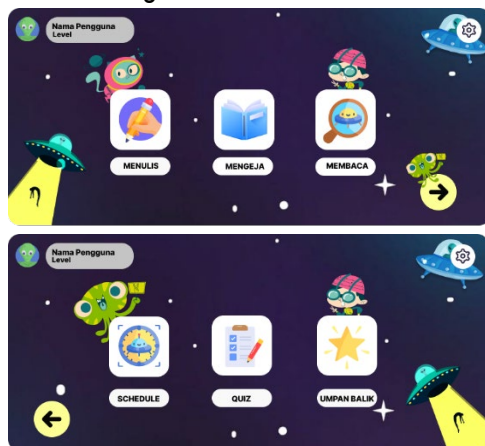 Nama Pengguna
Level
MENULIS
MENGEJA
MEMBACA
Nama Pengguna
Level
SCHEDULE
QUIZ
UMPAN BALIK